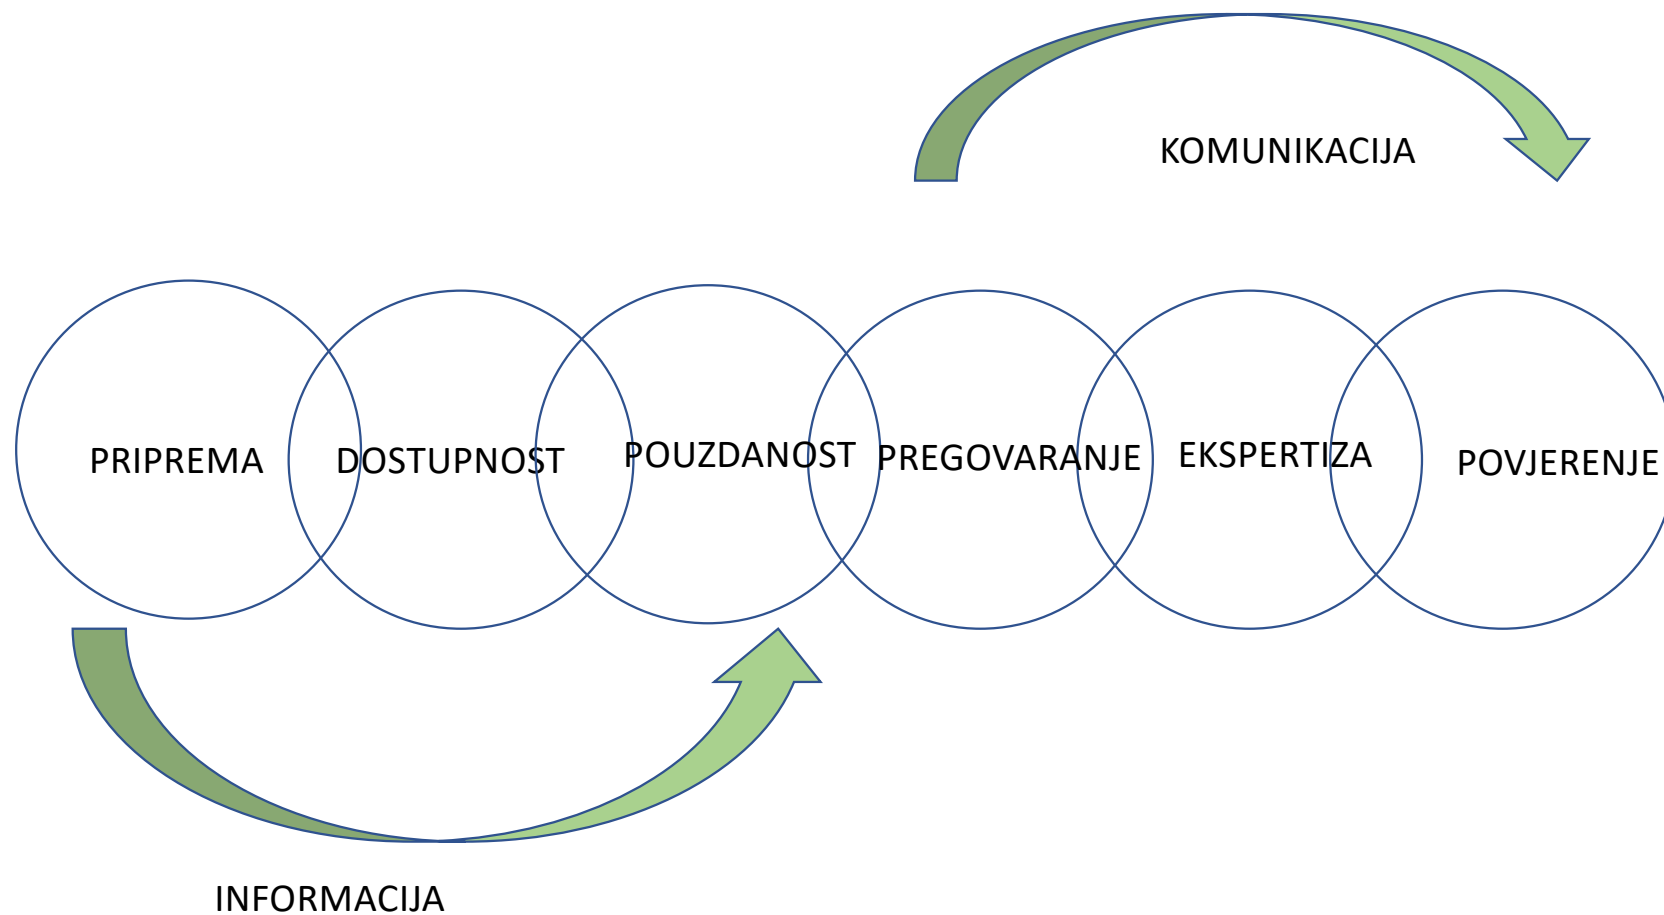 KOMUNIKACIJA
PRIPREMA
DOSTUPNOST
POUZDANOST
PREGOVARANJE
EKSPERTIZA
POVJERENJE
INFORMACIJA